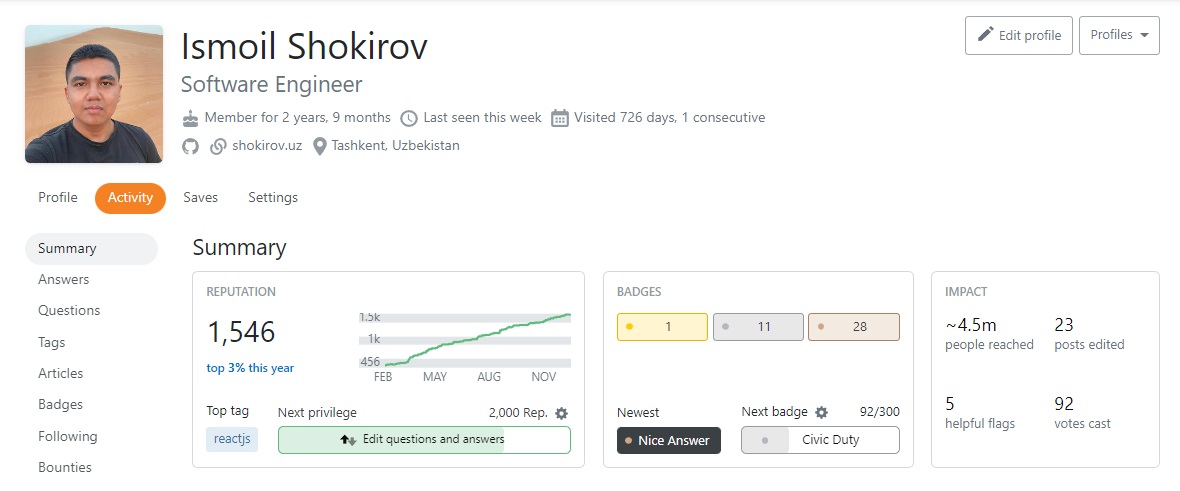 Ismoil Shokirov
Edit profile
Profiles
Software Engineer
Member for 2 years, 9 months
Last seen this week
Visited 726 days, 1 consecutive
shokirov.uz
Tashkent, Uzbekistan
Profile
Activity
Saves
Settings
Summary
Answers
Questions
Tags
Articles
Badges
Following
Bounties
Summary
REPUTATION
1,546
top 3% this year
1.5k
1k
456
FEB
MAY
AUG
NOV
Top tag
reactjs
Next privilege
2,000 Rep.
Edit questions and answers
BADGES
1
11
28
Newest
Nice Answer
Next badge
92/300
Civic Duty
IMPACT
~4.5m
people reached
23
posts edited
5
helpful flags
92
votes cast